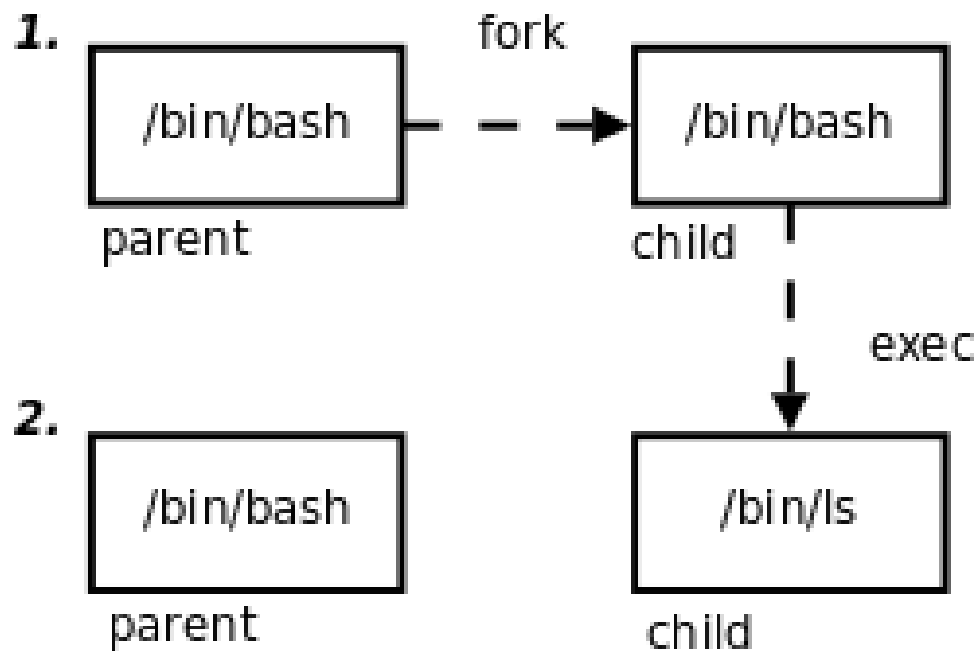 1.
fork
/bin/bash
/bin/bash
parent
child
exec
2.
/bin/bash
/bin/ls
parent
child